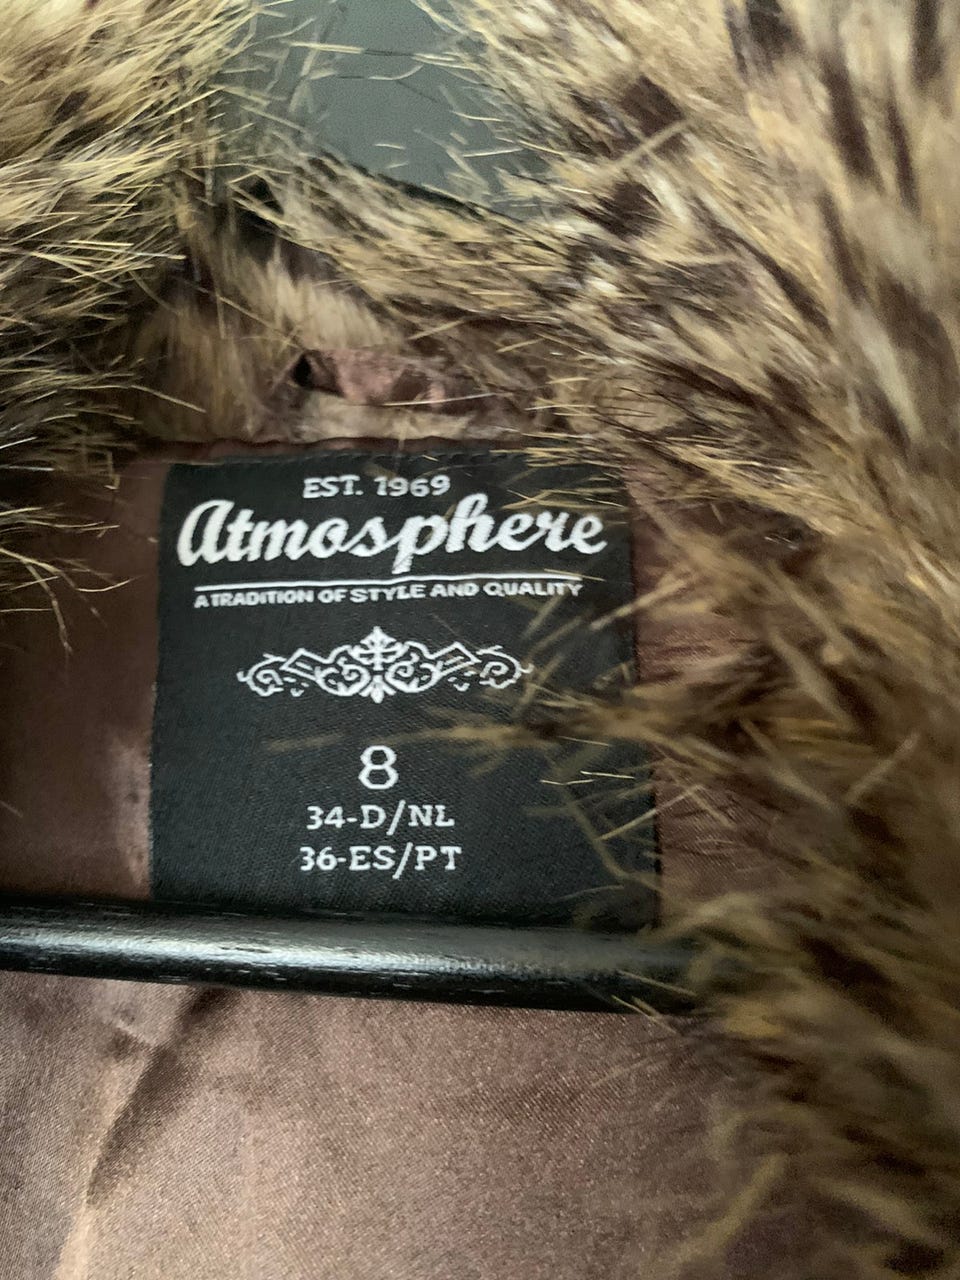 EST. 1969
Atmosphere
A TRADITION OF STYLE AND QUALITY
8
34-D/NL
36-ES/PT